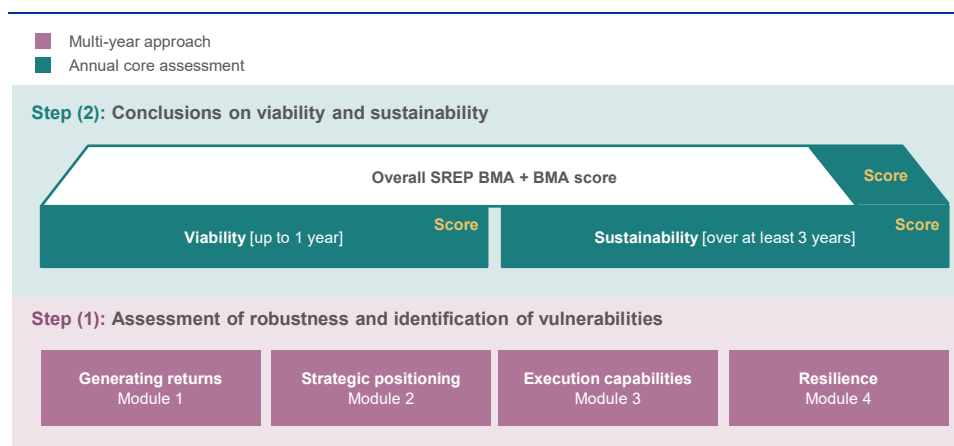 Multi-year approach
Annual core assessment
Step (2): Conclusions on viability and sustainability
Overall SREP BMA + BMA score
Score
Viability [up to 1 year]
Score
Sustainability [over at least 3 years]
Score
Step (1): Assessment of robustness and identification of vulnerabilities
Generating returns
Module 1
Strategic positioning
Module 2
Execution capabilities
Module 3
Resilience
Module 4